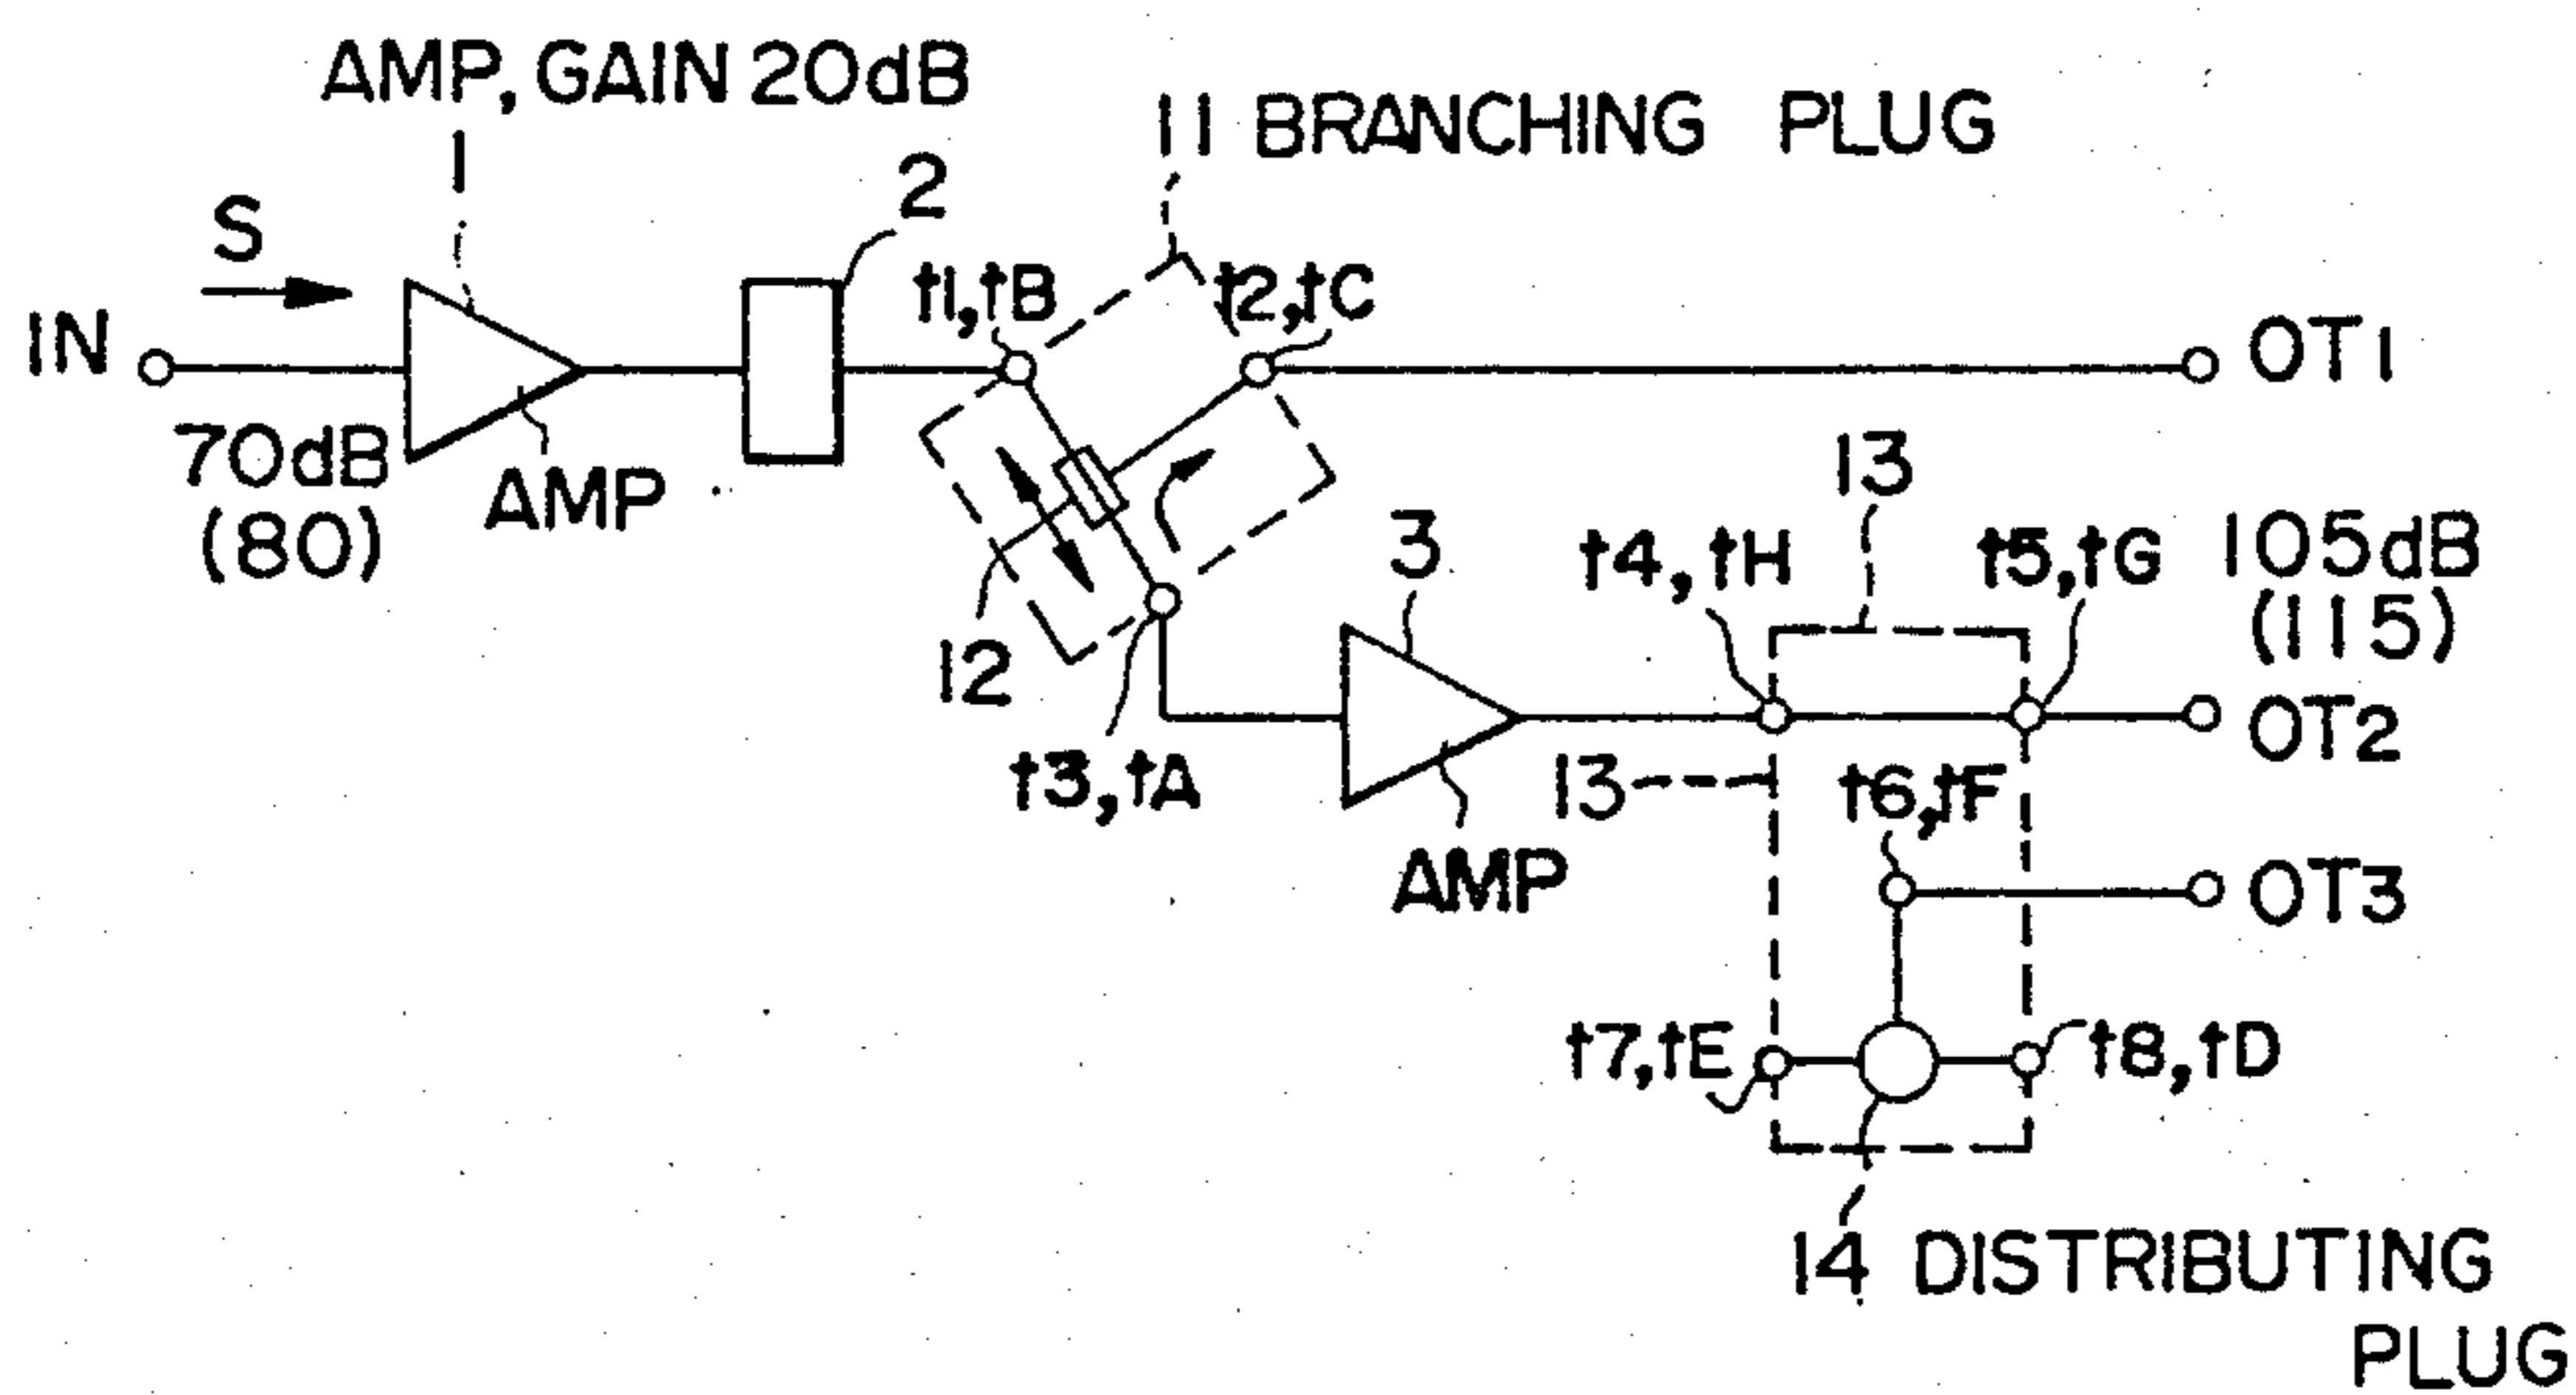 AMP, GAIN 20dB
1
11 BRANCHING PLUG
2
S
t1,tB
t2,tC
IN
OT1
70dB
(80)
AMP
13
12
3
t4,tH
t5,tG
105dB
(115)
t3,tA
13
OT2
t6,tF
AMP
OT3
t7,tE
t8,tD
14 DISTRIBUTING
PLUG